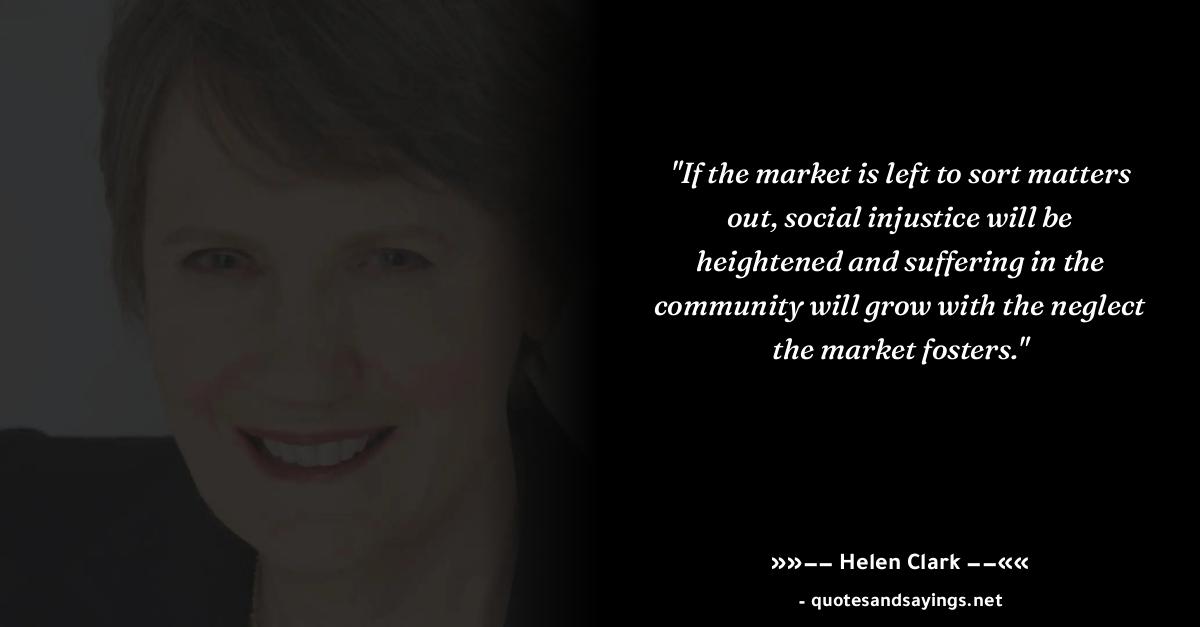 "If the market is left to sort matters
out, social injustice will be
heightened and suffering in the
community will grow with the neglect
the market fosters."
»»–– Helen Clark ––««
- quotesandsayings.net